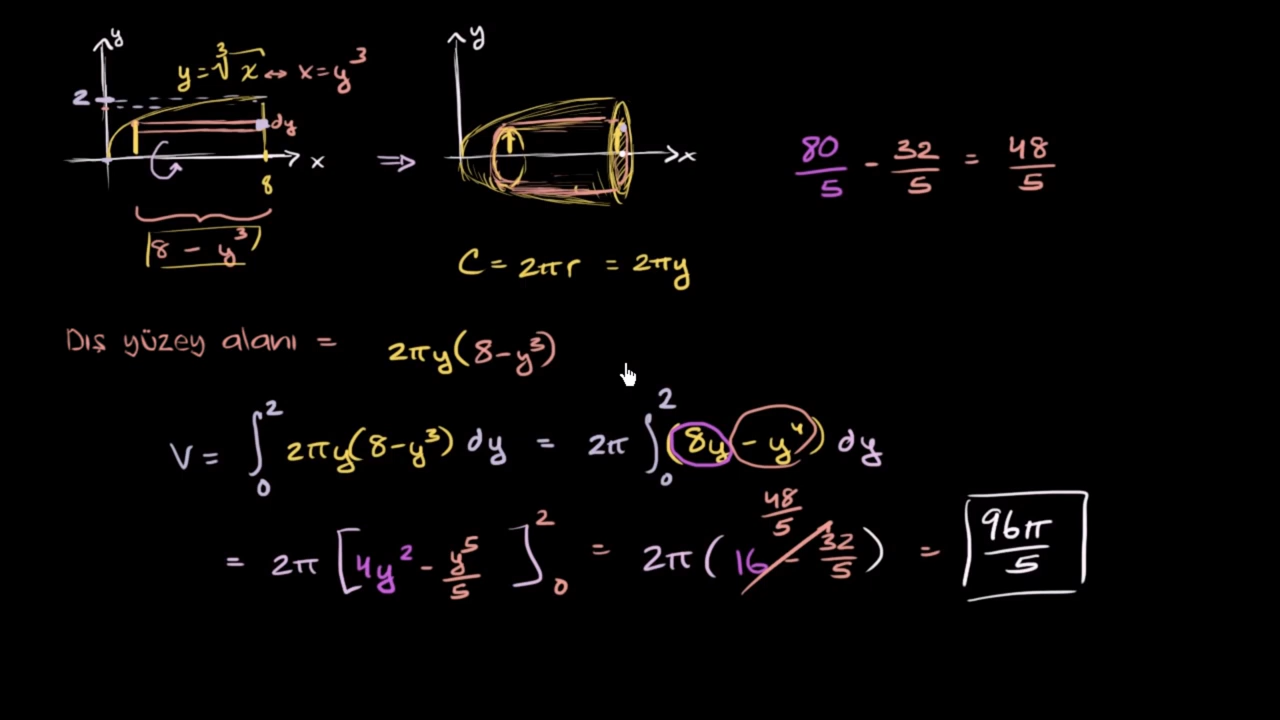 y
y = ∛x ↔ x = y³
2
dy
x
8
8 - y³
⇒
y
x
80/5 - 32/5 = 48/5
C = 2πr = 2πy
Dış yüzey alanı = 2πy(8-y³)
V = ∫₀² 2πy(8-y³) dy = 2π ∫₀² (8y - y⁴) dy
= 2π [4y² - y⁵/5]₀² = 2π (16 - 32/5) 48/5 = 96π/5